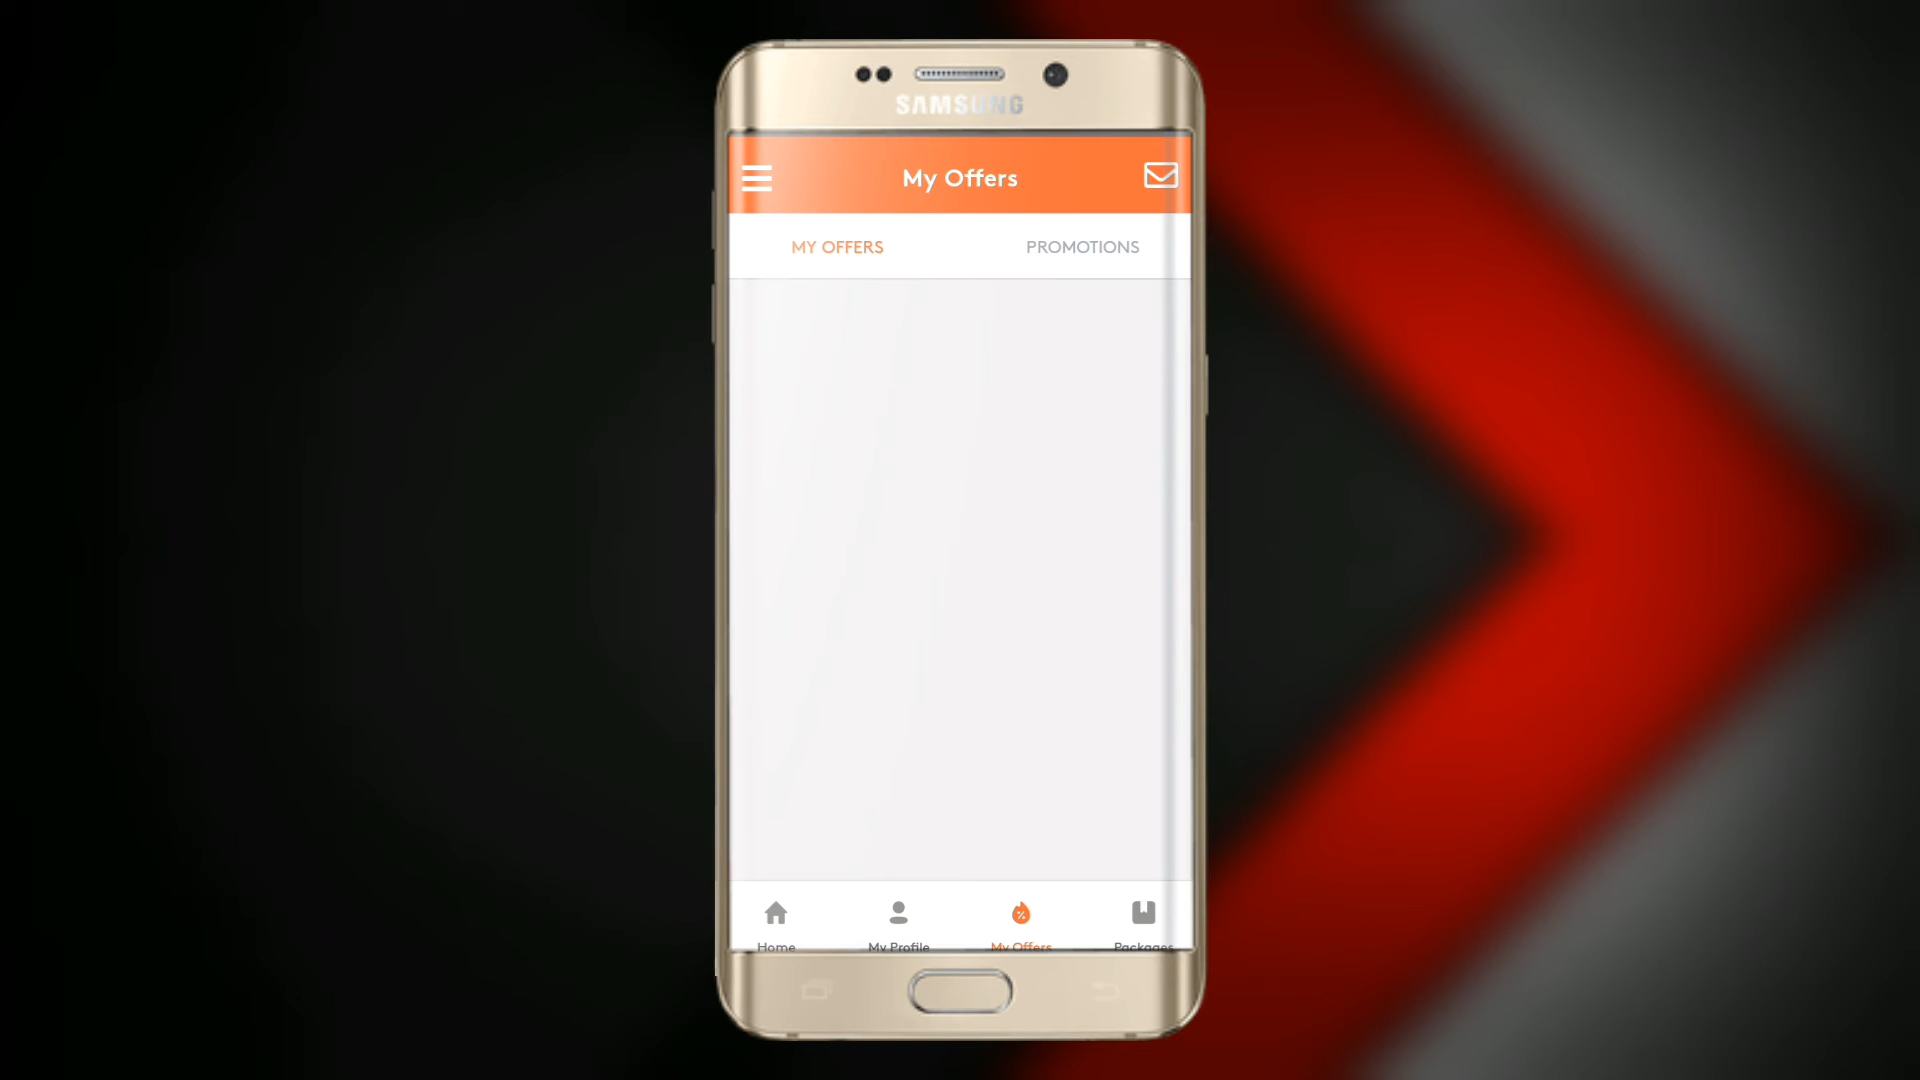 SAMSUNG
My Offers
MY OFFERS
PROMOTIONS
Home
My Profile
My Offers
Packages